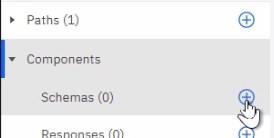 Paths (1)
Components
Schemas (0)
Responses (0)